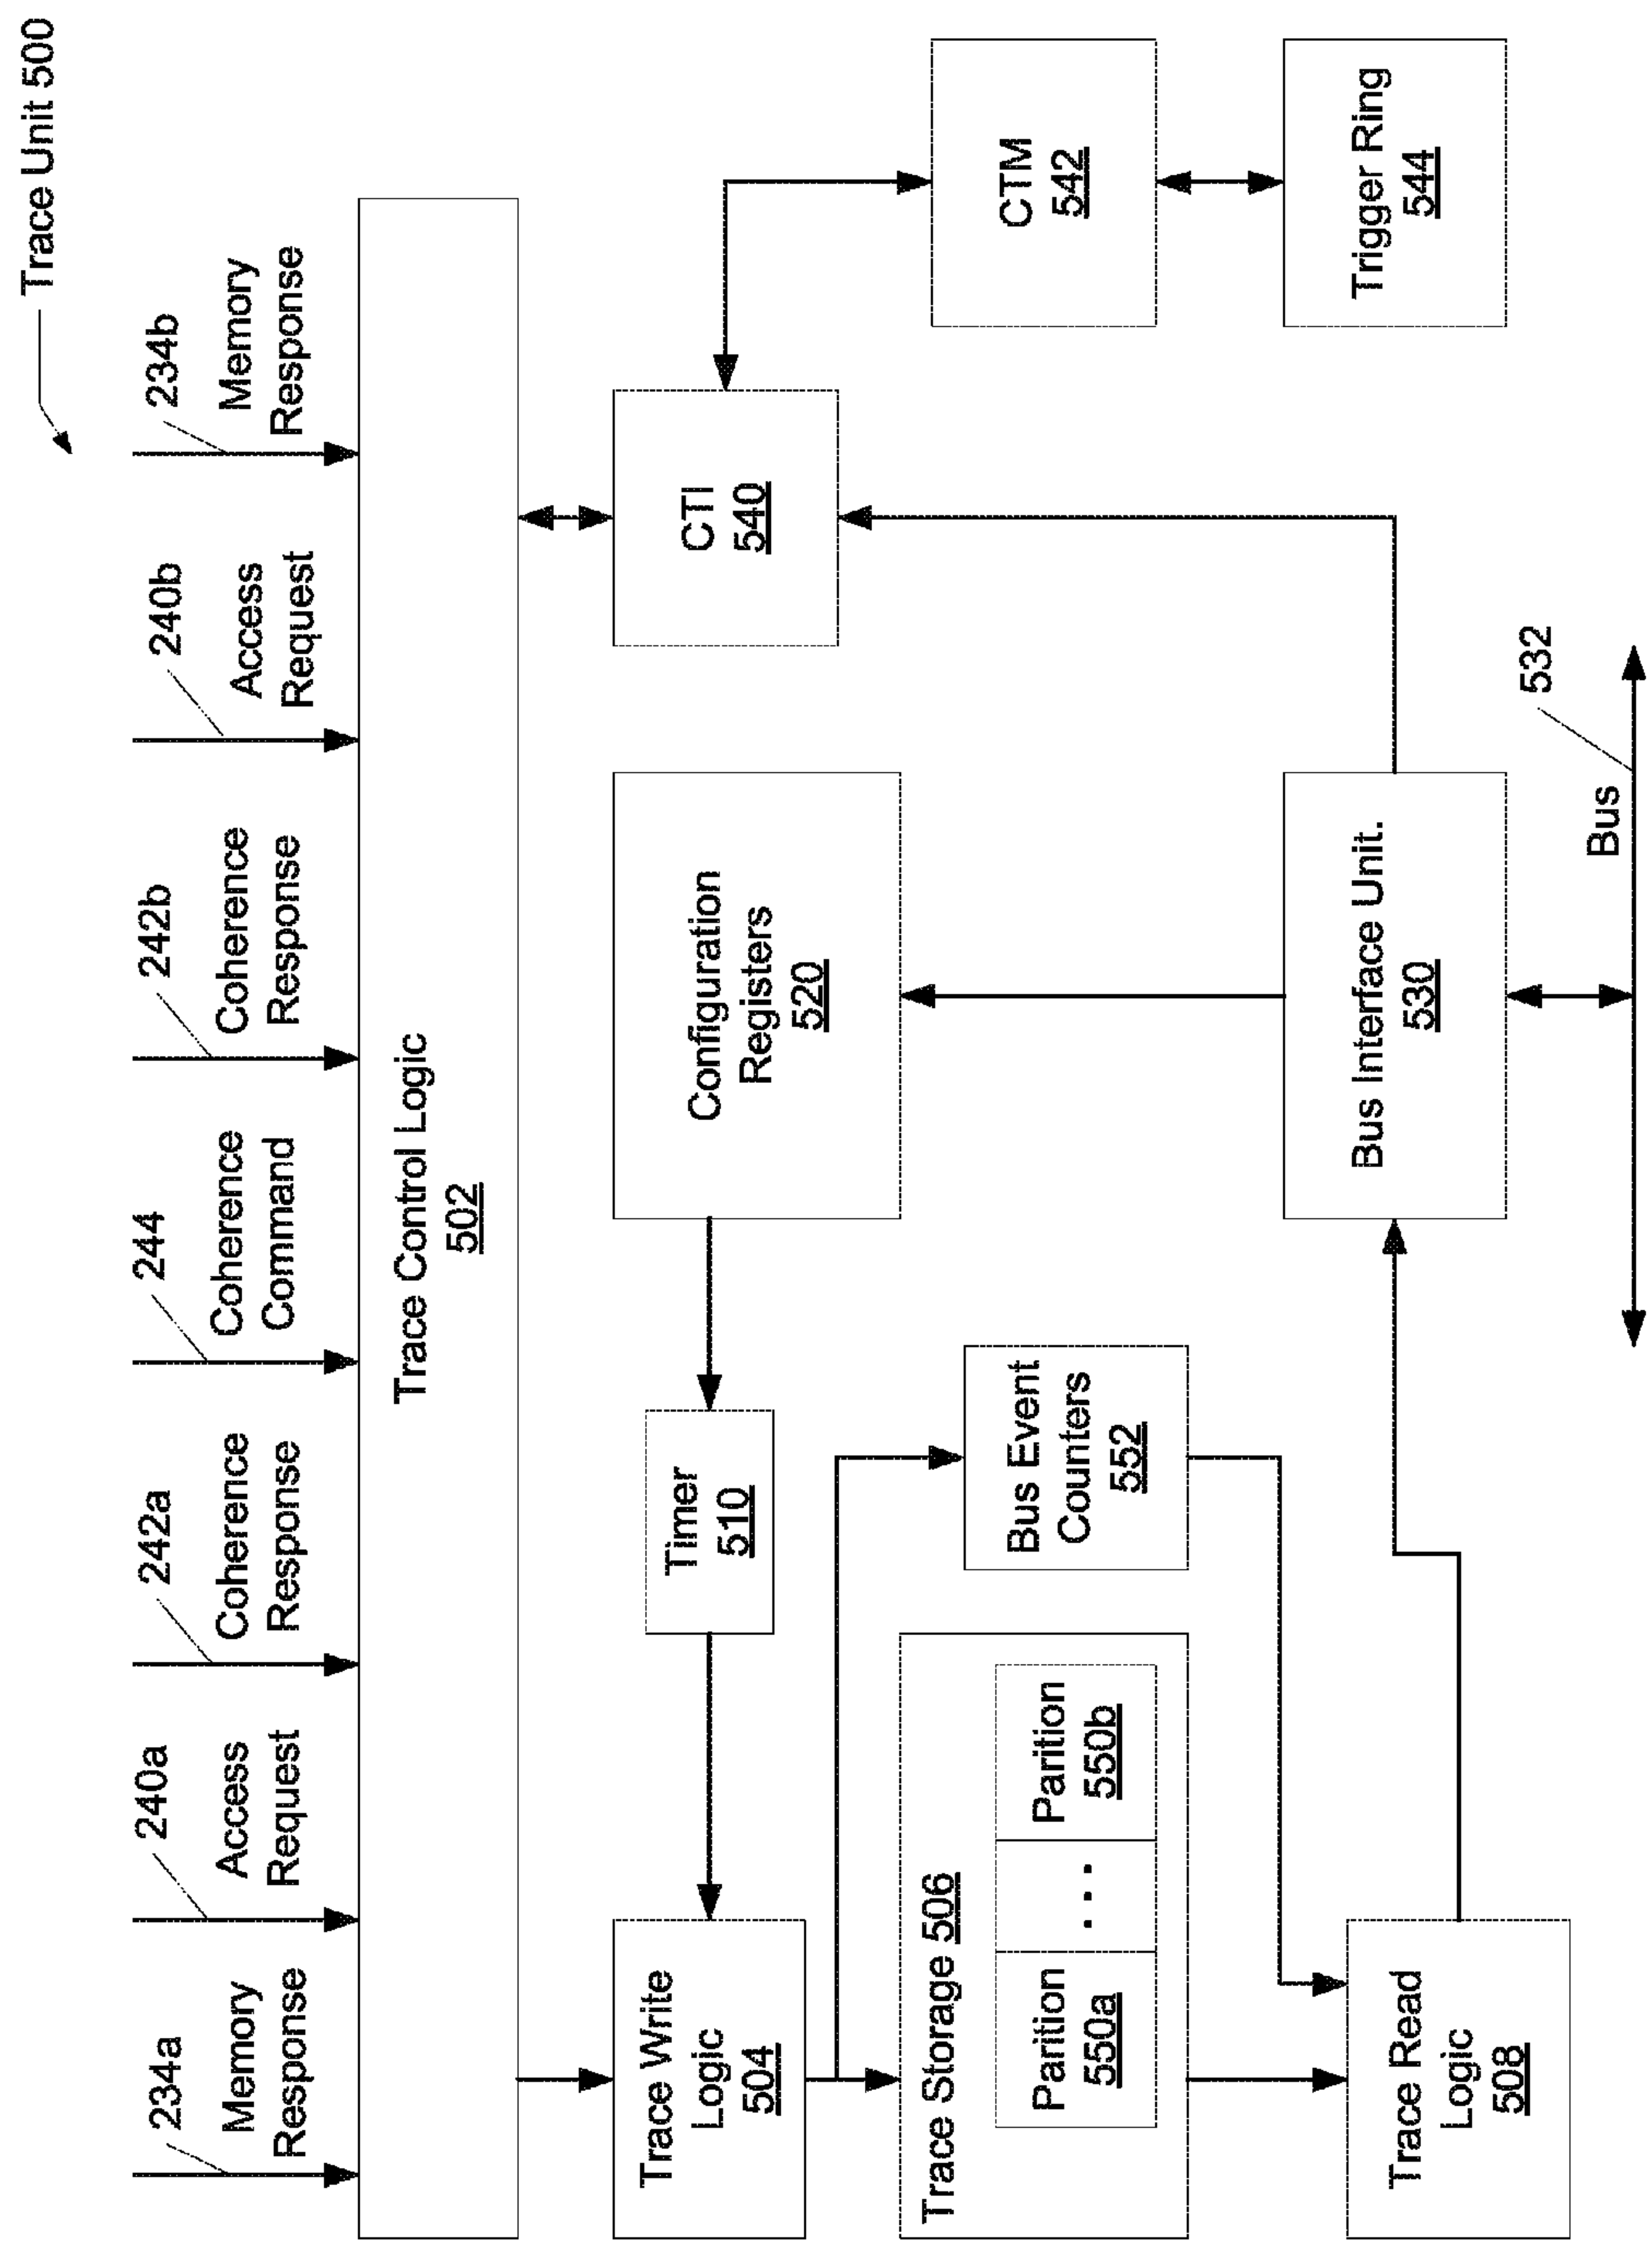 Trace Unit 500
234a
Memory
Response
240a
Access
Request
242a
Coherence
Response
244
Coherence
Command
242b
Coherence
Response
240b
Access
Request
234b
Memory
Response
Trace Control Logic
502
Trace Write
Logic
504
Timer
510
Configuration
Registers
520
CTI
540
Trace Storage 506
Parition
550a
. . .
Parition
550b
Bus Event
Counters
552
CTM
542
Trace Read
Logic
508
Bus Interface Unit.
530
Trigger Ring
544
Bus
532